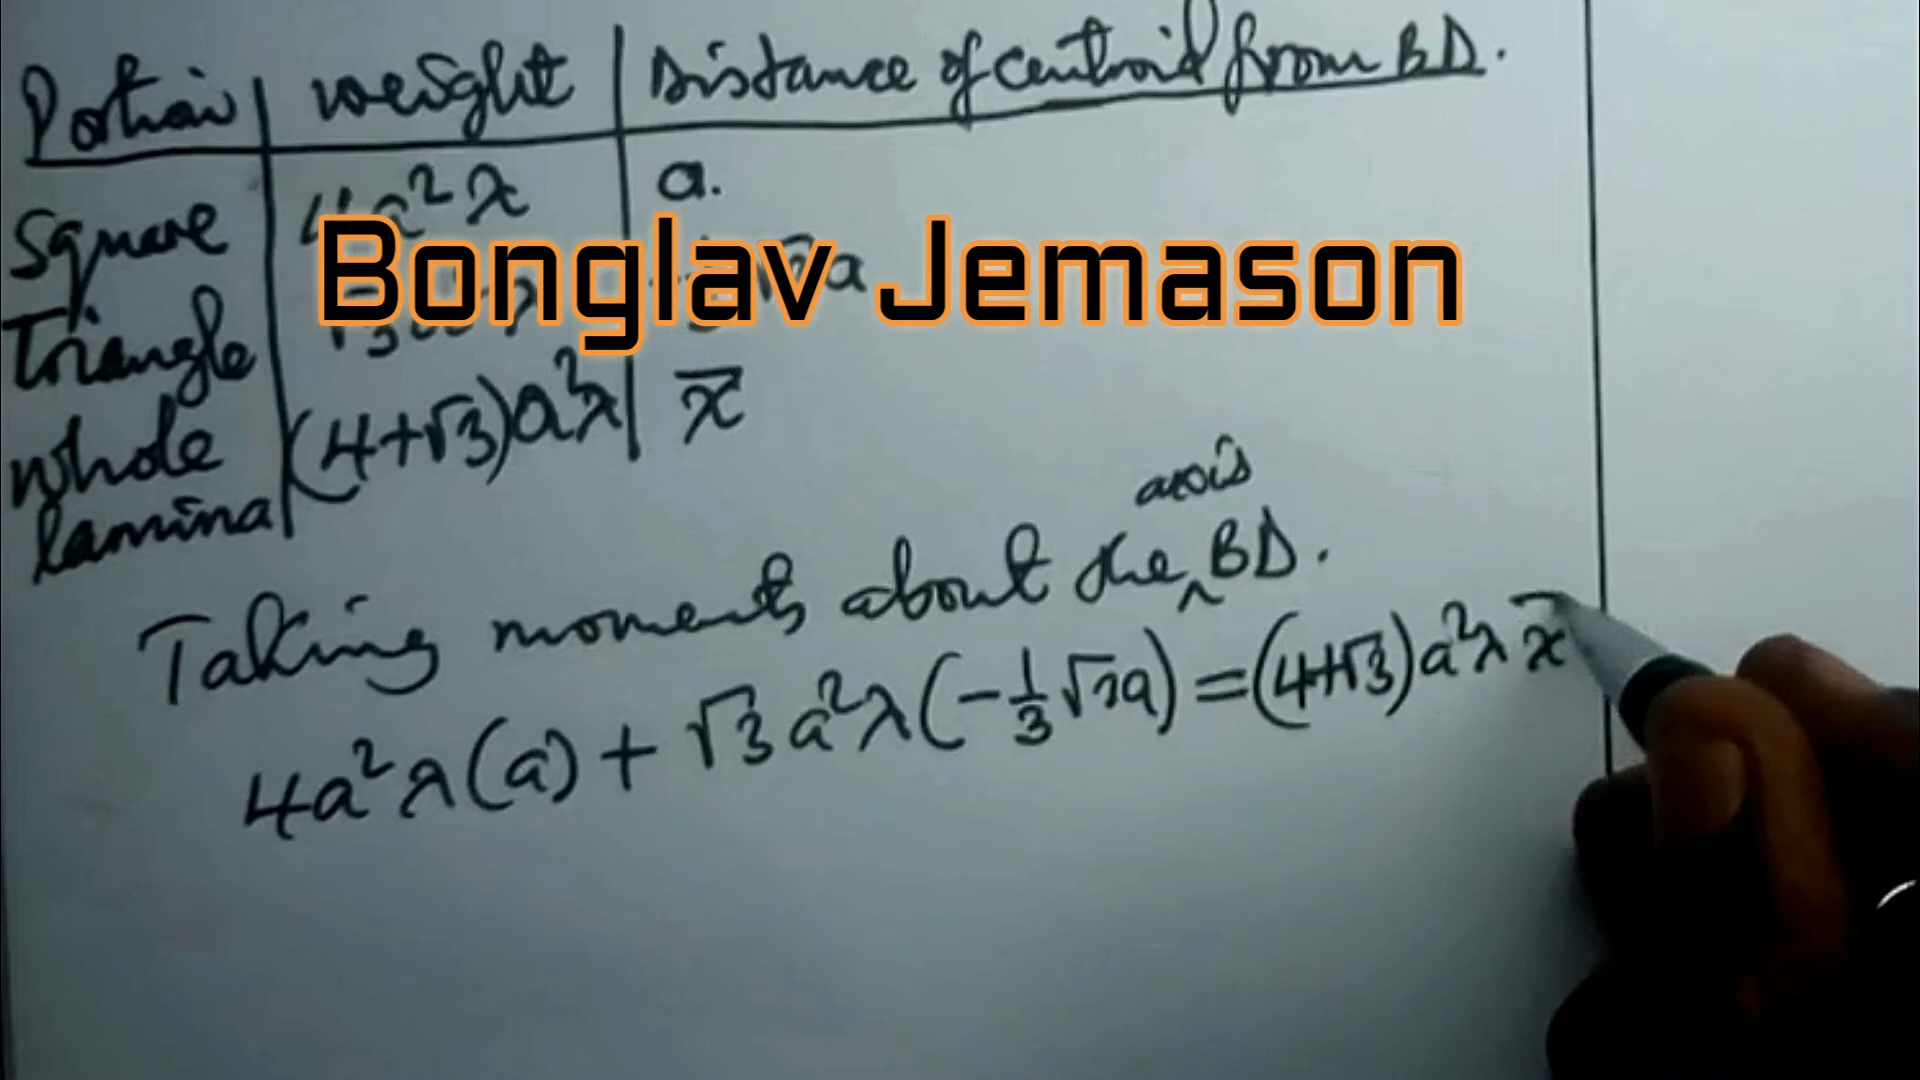 Portion weight Distance of centroid from BD.
Square 4a²λ a.
Bonglav Jemason
Triangle
whole (4+√3)a²λ x̄
lamina
axis
Taking moments about the ^ BD.
4a²λ(a) + √3a²λ(-1/3√3a) = (4+√3)a²λx̄